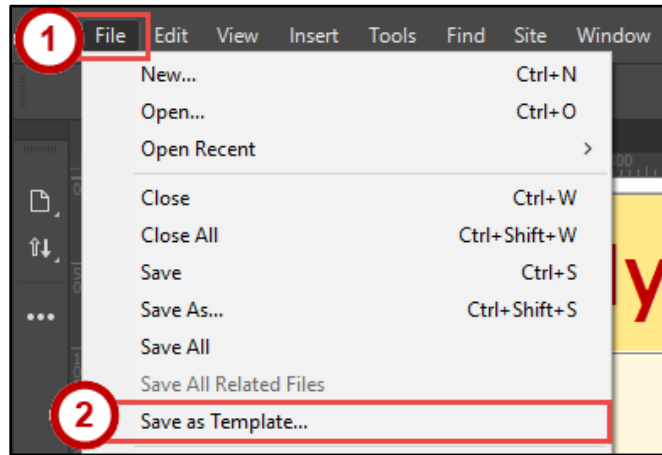 1
File Edit View Insert Tools Find Site Window
New... Ctrl+N
Open... Ctrl+O
Open Recent >
Close Ctrl+W
Close All Ctrl+Shift+W
Save Ctrl+S
Save As... Ctrl+Shift+S
Save All
Save All Related Files
2 Save as Template...
y